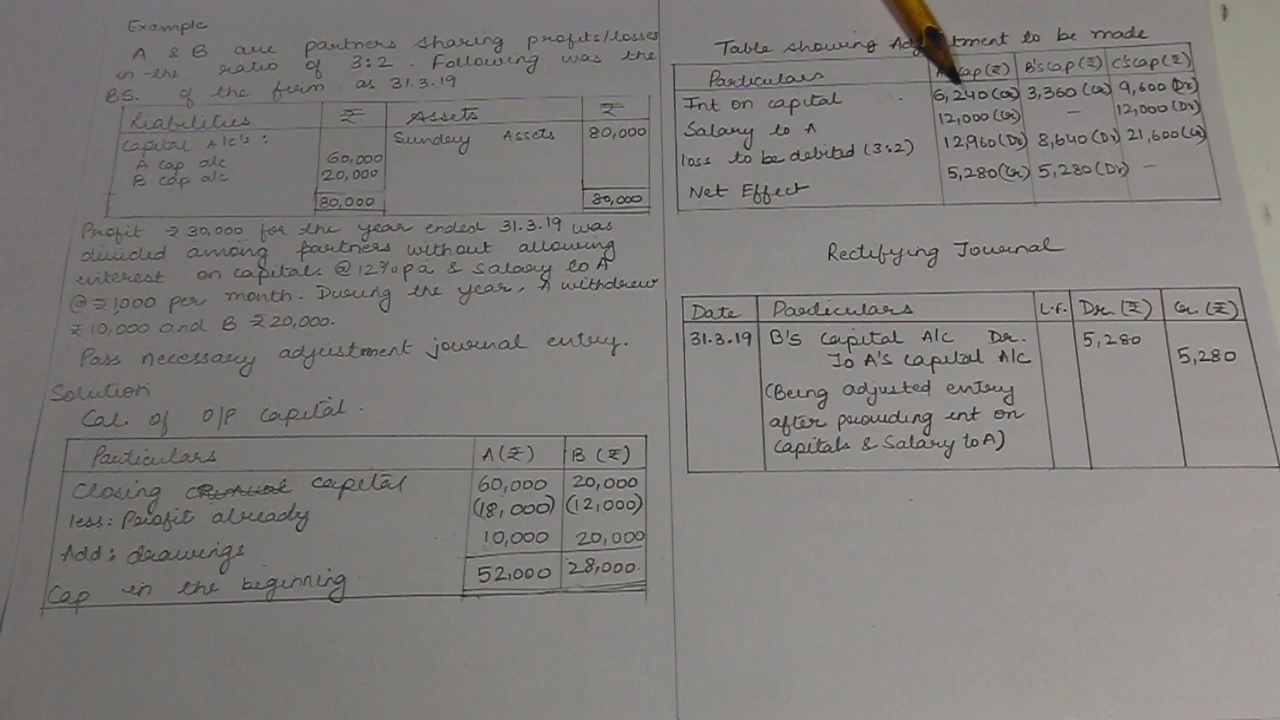 Example
A & B are partners sharing profits/losses
in the ratio of 3:2. Following was the
BS. of the firm as 31.3.19
Liabilities ₹ Assets ₹
Capital A/c's : Sundry Assets 80,000
A cap a/c 60,000
B cap a/c 20,000
80,000 80,000
Profit ₹ 30,000 for the year ended 31.3.19 was
divided among partners without allowing
interest on capitals @ 12% pa & salary to A
@ ₹ 1,000 per month. During the year, A withdrew
₹ 10,000 and B ₹ 20,000.
Pass necessary adjustment journal entry.
Solution
Cal. of O/P capital.
Particulars A (₹) B (₹)
Closing capital 60,000 20,000
less: Profit already (18,000) (12,000)
Add: drawings 10,000 20,000
Cap in the beginning 52,000 28,000
Table showing to be made
Particulars Cap (₹) B's Cap (₹) C's Cap (₹)
Int on capital 6,240 (Cr) 3,360 (Cr) 9,600 (Dr)
Salary to A 12,000 (Cr) — 12,000 (Dr)
loss to be debited (3:2) 12,960 (Dr) 8,640 (Dr) 21,600 (Cr)
Net Effect 5,280 (Cr) 5,280 (Dr) —
Rectifying Journal
Date Particulars L.f. Dr. (₹) Cr. (₹)
31.3.19 B's capital A/c Dr. 5,280
To A's capital A/c 5,280
(Being adjusted entry
after providing int on
capitals & Salary to A)